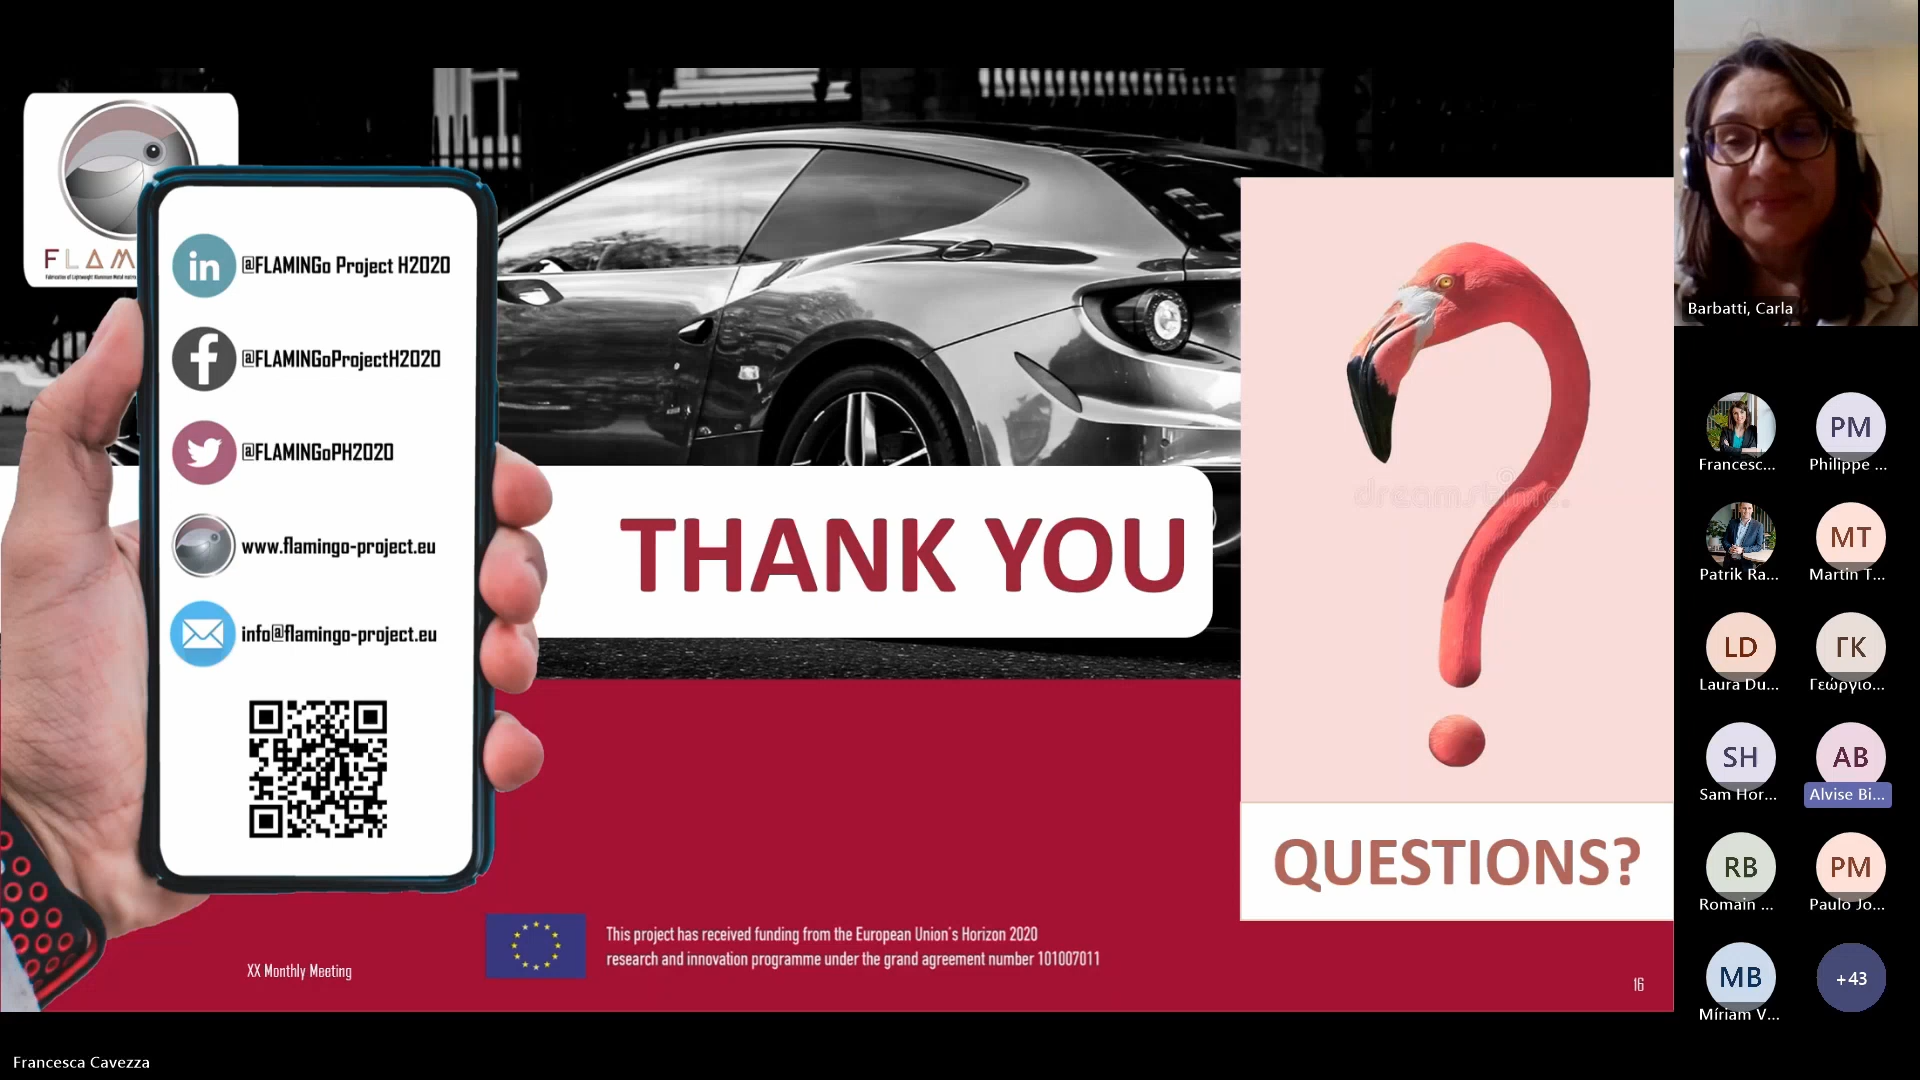 FLAM
@FLAMINGo Project H2020
@FLAMINGoProjectH2020
@FLAMINGoPH2020
www.flamingo-project.eu
info@flamingo-project.eu
THANK YOU
dreamstime.
QUESTIONS?
This project has received funding from the European Union's Horizon 2020
research and innovation programme under the grand agreement number 101007011
XX Monthly Meeting
16
Francesca Cavezza
Barbatti, Carla
Francesc...
PM
Philippe ...
Patrik Ra...
MT
Martin T...
LD
Laura Du...
ΓΚ
Γεώργιο...
SH
Sam Hor...
AB
Alvise Bi...
RB
Romain ...
PM
Paulo Jo...
MB
Míriam V...
+43